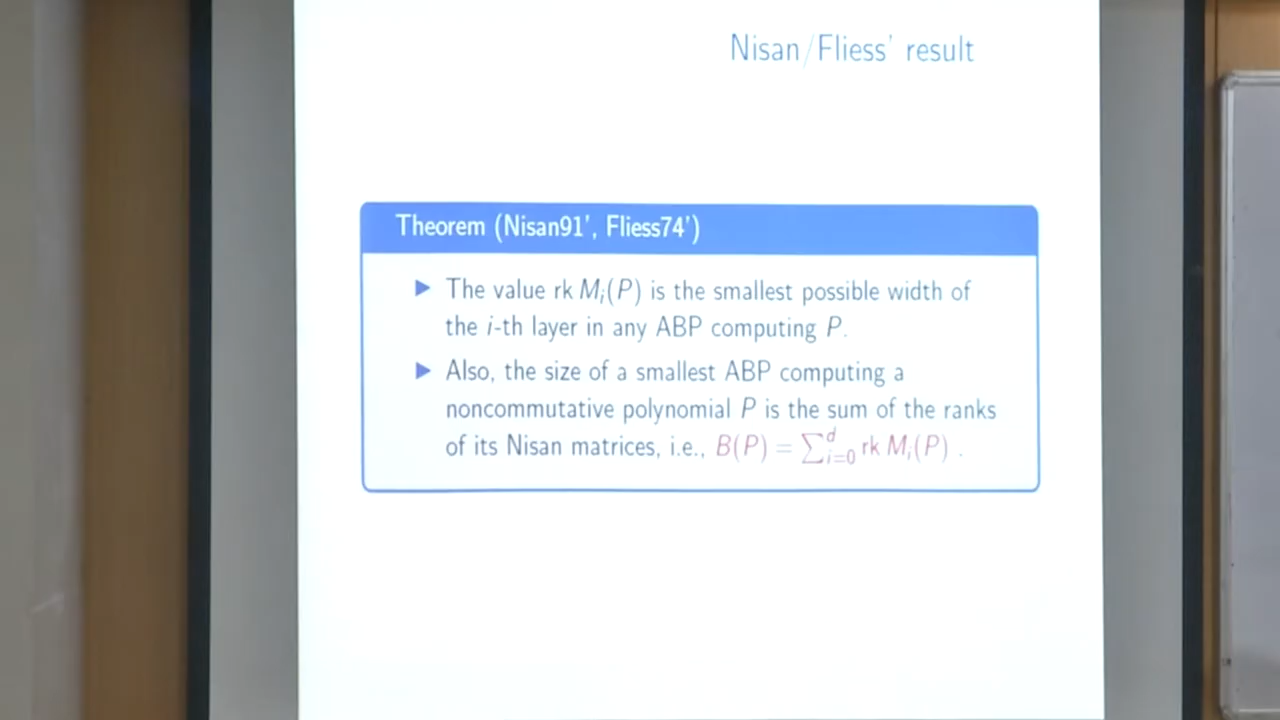 Nisan/Fliess' result
Theorem (Nisan91', Fliess74')
▶ The value rk M_i(P) is the smallest possible width of
the i-th layer in any ABP computing P.
▶ Also, the size of a smallest ABP computing a
noncommutative polynomial P is the sum of the ranks
of its Nisan matrices, i.e., B(P) = ∑_{i=0}^{d} rk M_i(P) .